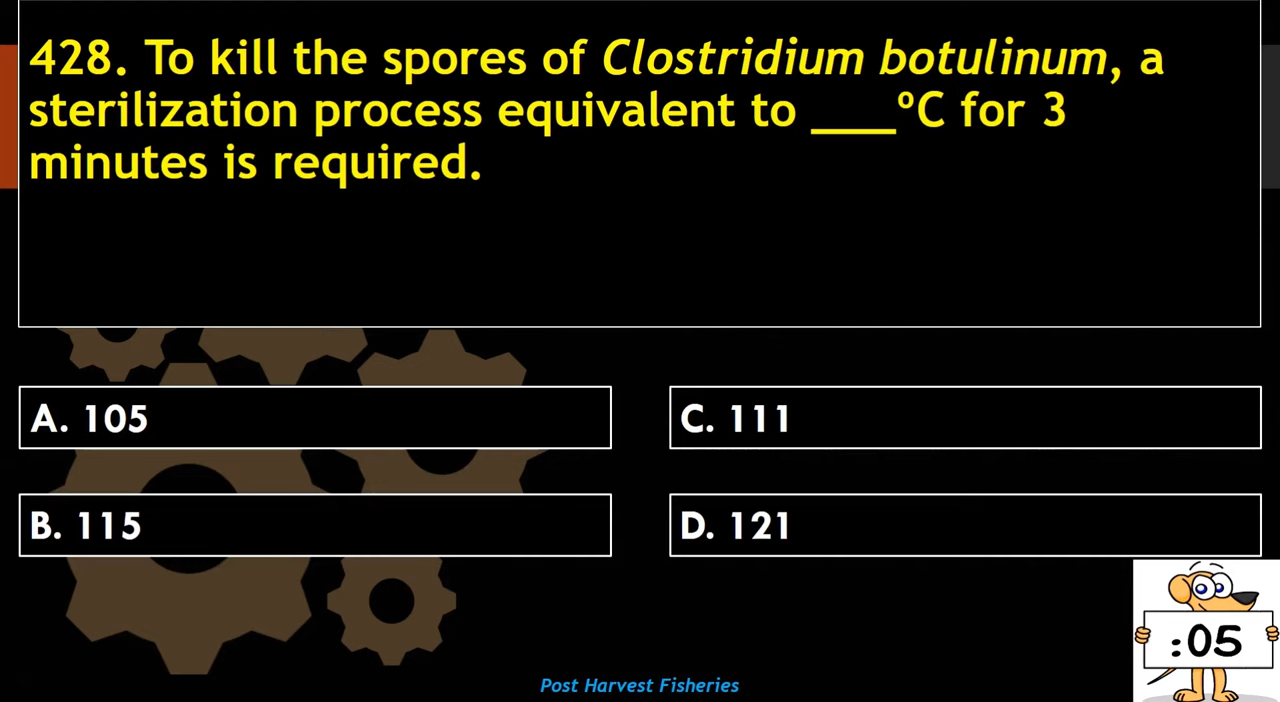 428. To kill the spores of Clostridium botulinum, a
sterilization process equivalent to ___ºC for 3
minutes is required.
A. 105
C. 111
B. 115
D. 121
:05
Post Harvest Fisheries